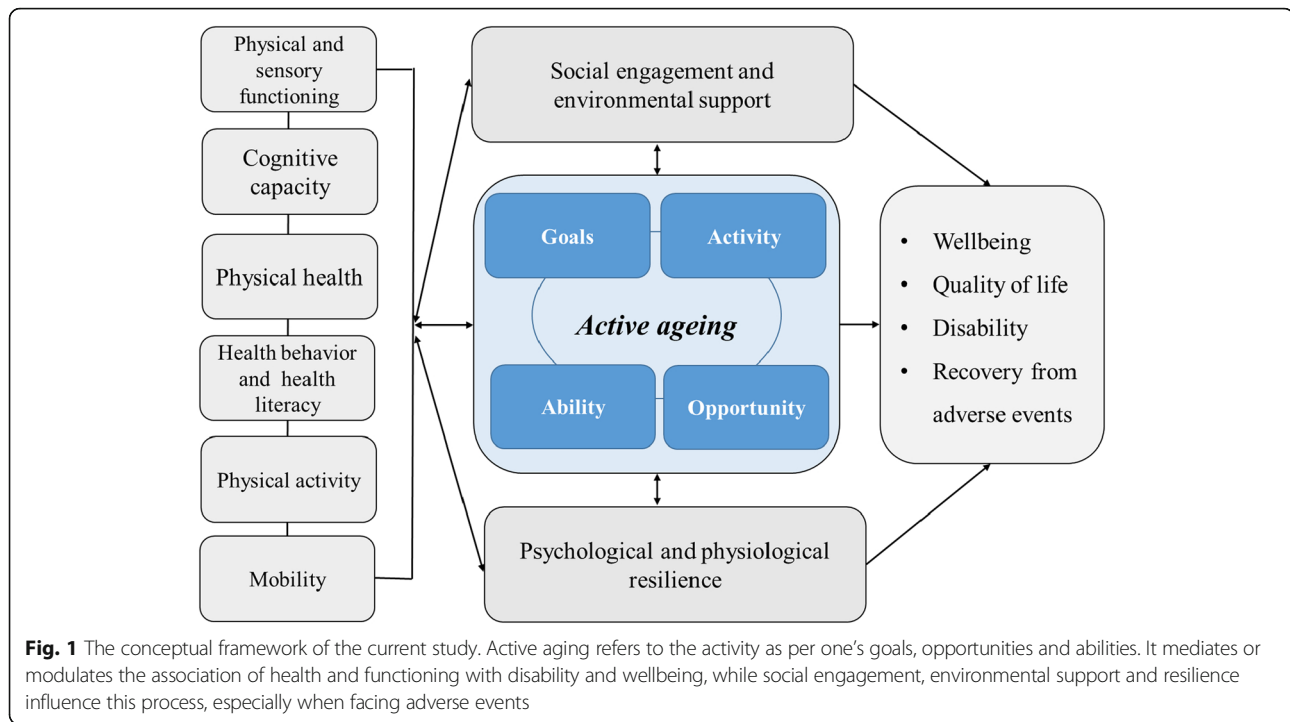 Physical and
sensory
functioning
Cognitive
capacity
Physical health
Health behavior
and health
literacy
Physical activity
Mobility
Social engagement and
environmental support
Goals
Activity
Active ageing
Ability
Opportunity
Psychological and physiological
resilience
• Wellbeing
• Quality of life
• Disability
• Recovery from
adverse events
Fig. 1 The conceptual framework of the current study. Active aging refers to the activity as per one's goals, opportunities and abilities. It mediates or
modulates the association of health and functioning with disability and wellbeing, while social engagement, environmental support and resilience
influence this process, especially when facing adverse events